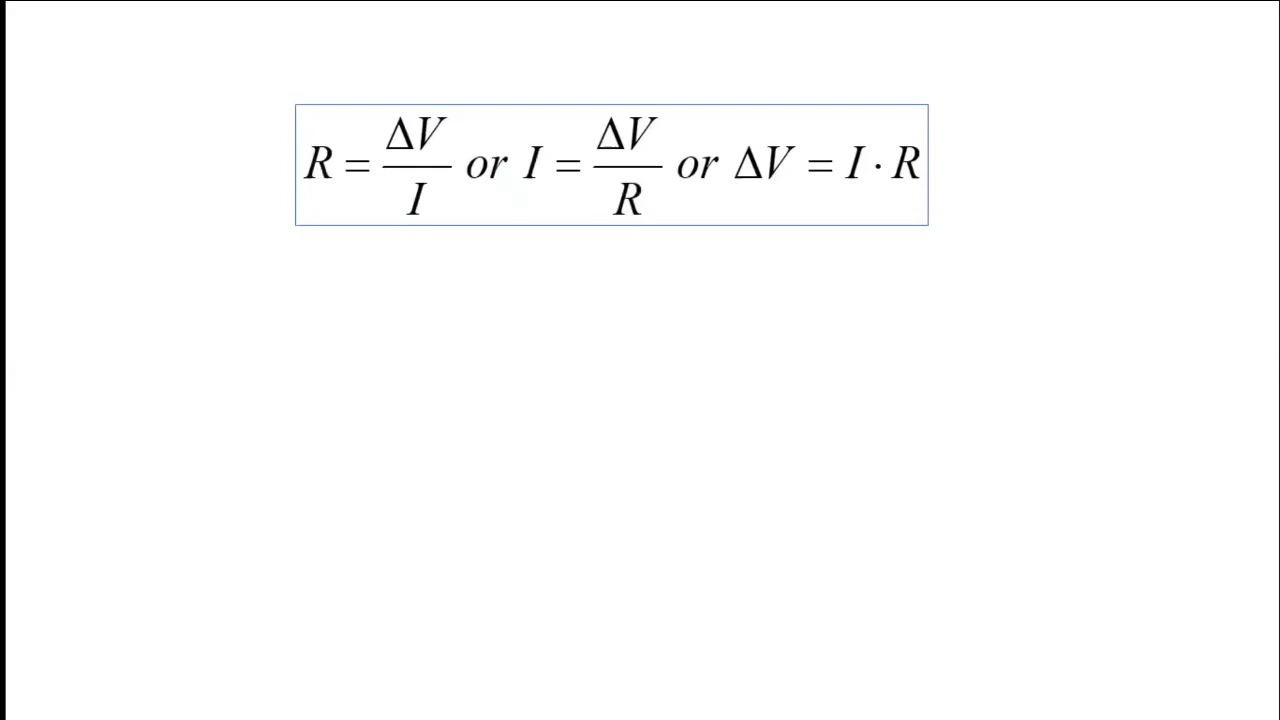 R = ΔV/I or I = ΔV/R or ΔV = I · R